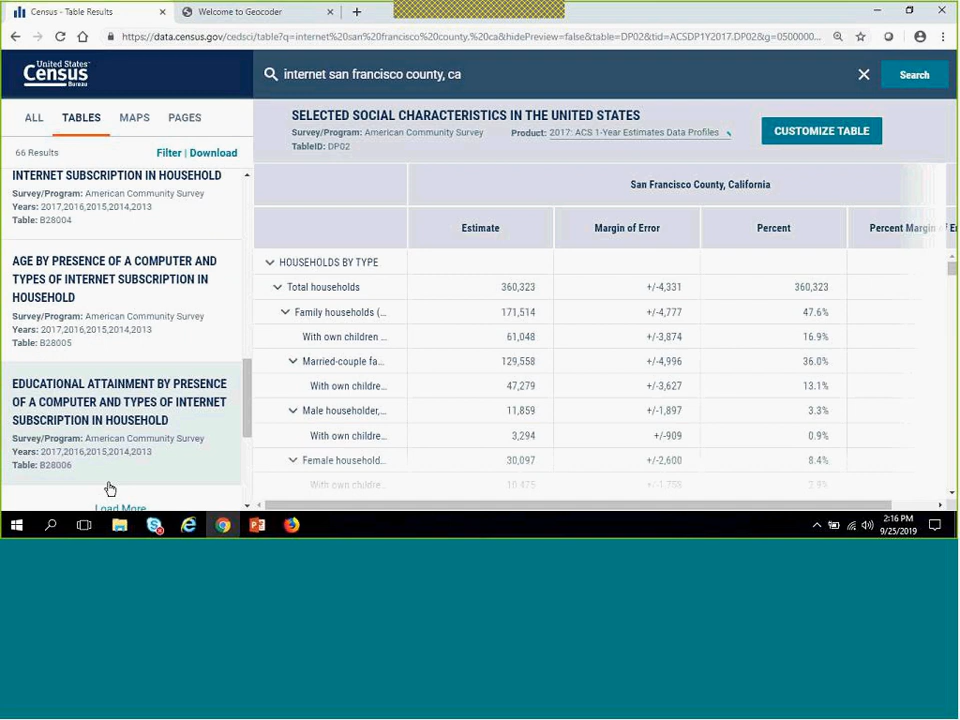 Census - Table Results
Welcome to Geocoder
https://data.census.gov/cedsci/table?q=internet%20san%20francisco%20county,%20ca&hidePreview=false&table=DP02&tid=ACSDP1Y2017.DP02&g=0500000...
United States®
Census
Bureau
internet san francisco county, ca
Search
ALL
TABLES
MAPS
PAGES
66 Results
Filter | Download
INTERNET SUBSCRIPTION IN HOUSEHOLD
Survey/Program: American Community Survey
Years: 2017,2016,2015,2014,2013
Table: B28004
AGE BY PRESENCE OF A COMPUTER AND
TYPES OF INTERNET SUBSCRIPTION IN
HOUSEHOLD
Survey/Program: American Community Survey
Years: 2017,2016,2015,2014,2013
Table: B28005
EDUCATIONAL ATTAINMENT BY PRESENCE
OF A COMPUTER AND TYPES OF INTERNET
SUBSCRIPTION IN HOUSEHOLD
Survey/Program: American Community Survey
Years: 2017,2016,2015,2014,2013
Table: B28006
Load More
SELECTED SOCIAL CHARACTERISTICS IN THE UNITED STATES
Survey/Program: American Community Survey Product: 2017: ACS 1-Year Estimates Data Profiles
TableID: DP02
CUSTOMIZE TABLE
San Francisco County, California
Estimate Margin of Error Percent Percent Margin of E
HOUSEHOLDS BY TYPE
Total households 360,323 +/-4,331 360,323
Family households (... 171,514 +/-4,777 47.6%
With own children ... 61,048 +/-3,874 16.9%
Married-couple fa... 129,558 +/-4,996 36.0%
With own childre... 47,279 +/-3,627 13.1%
Male householder,... 11,859 +/-1,897 3.3%
With own childre... 3,294 +/-909 0.9%
Female household... 30,097 +/-2,600 8.4%
With own childre... 10,475 +/-1,759 2.9%
2:16 PM
9/25/2019